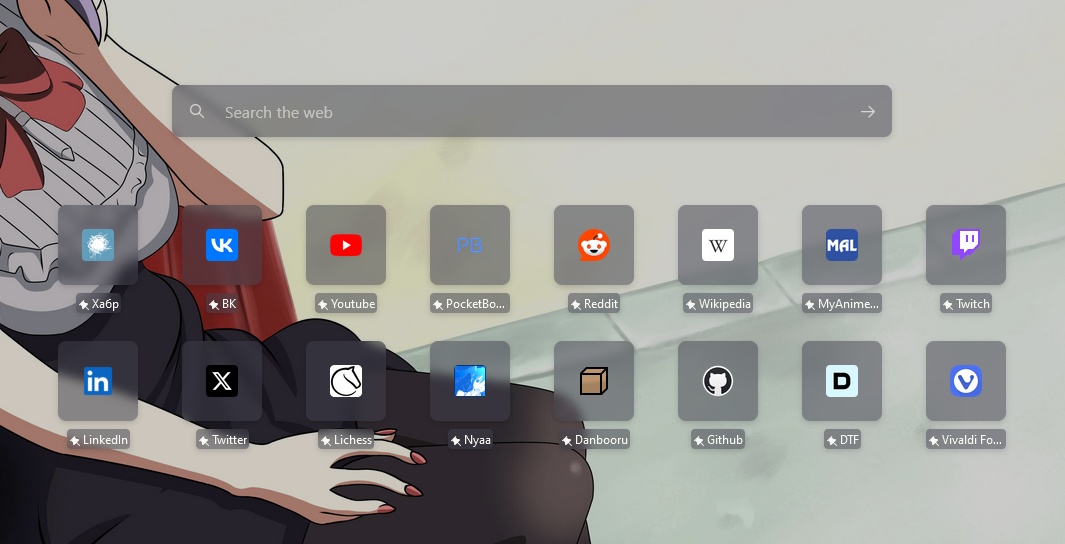 Search the web
Хабр
ВК
Youtube
PocketBo...
Reddit
Wikipedia
MyAnime...
Twitch
LinkedIn
Twitter
Lichess
Nyaa
Danbooru
Github
DTF
Vivaldi Fo...
PB
W
MAL
in
X
D